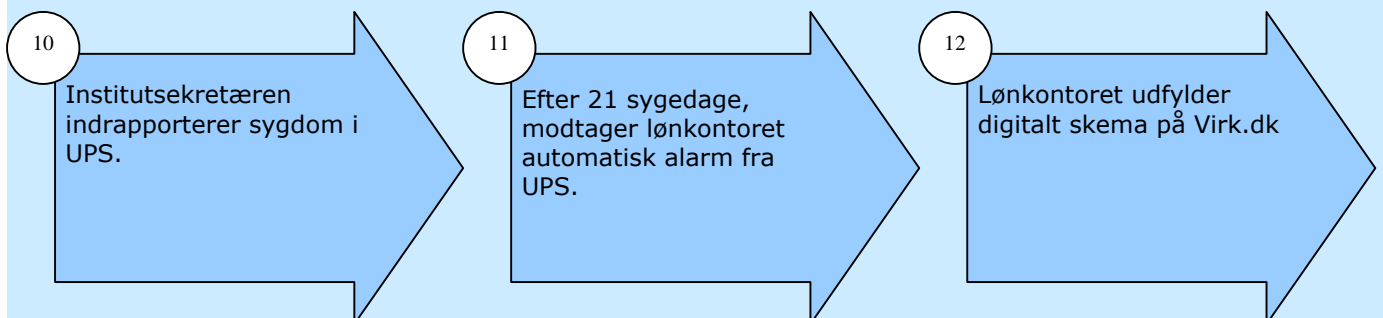 10
Institutsekretæren
indrapporterer sygdom i
UPS.
11
Efter 21 sygedage,
modtager lønkontoret
automatisk alarm fra
UPS.
12
Lønkontoret udfylder
digitalt skema på Virk.dk